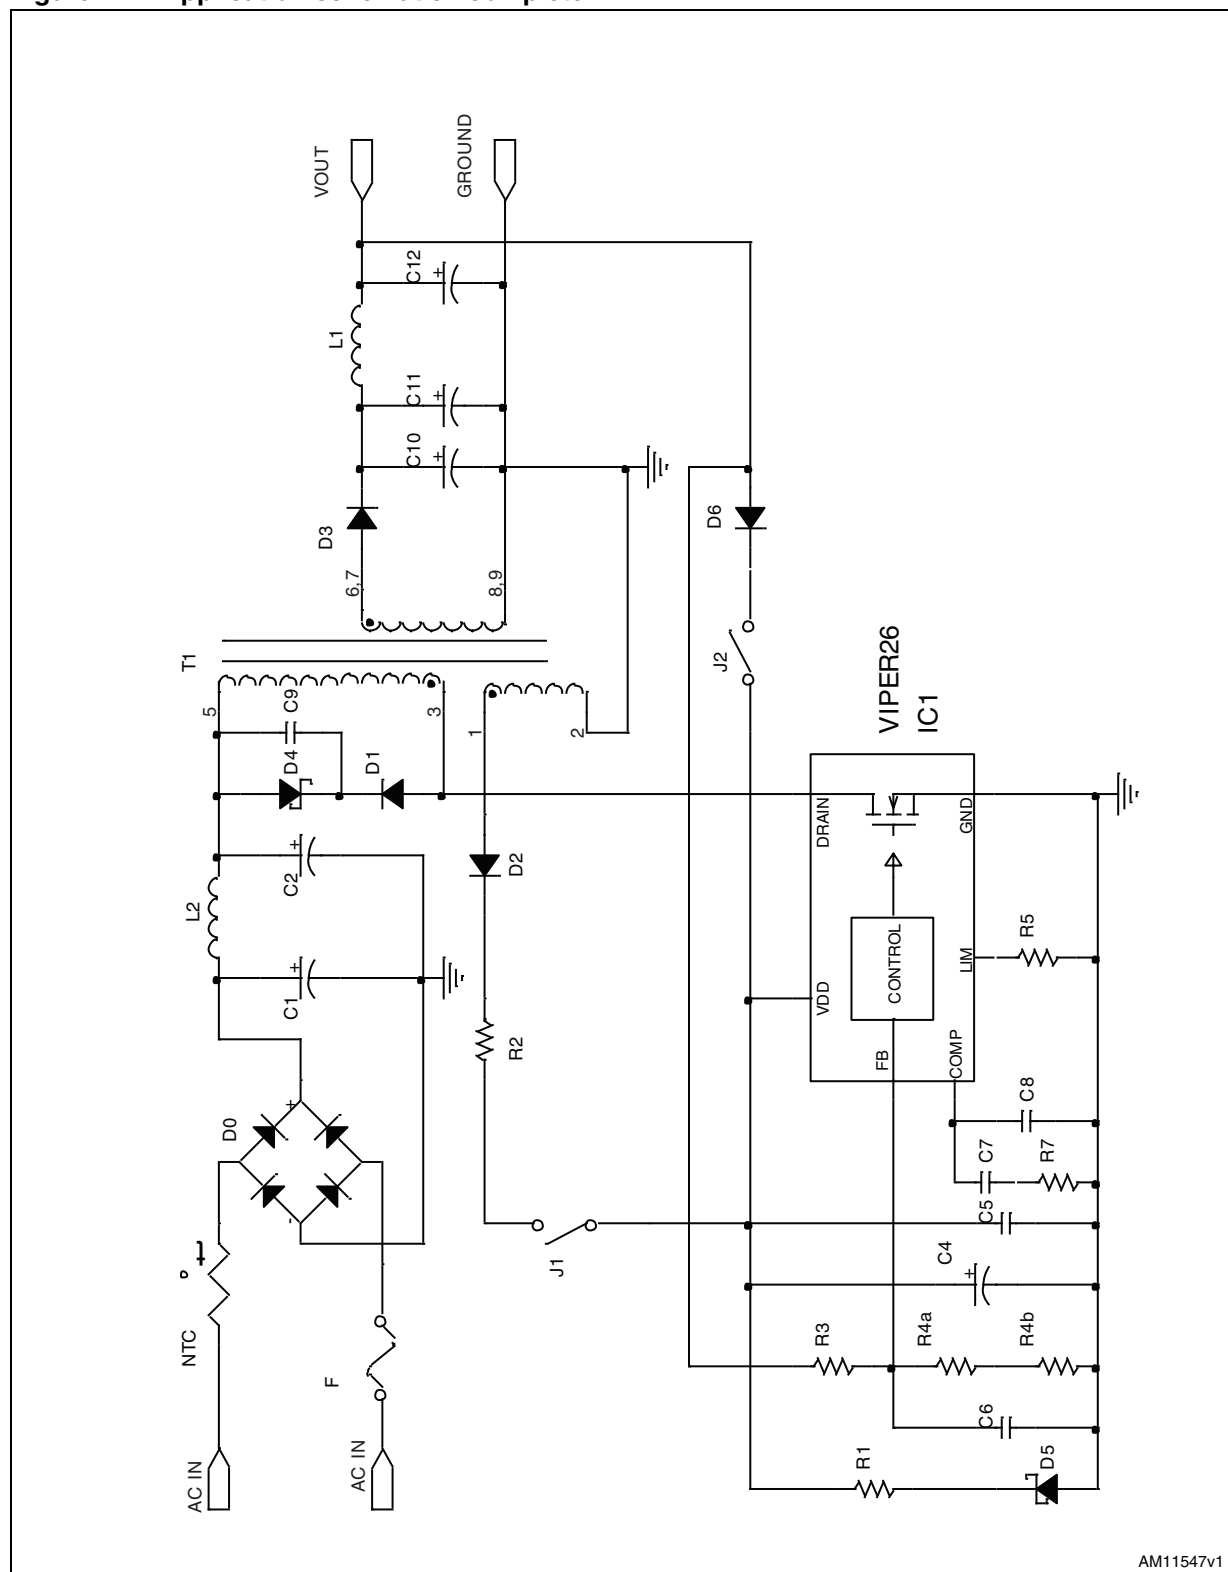 VOUT
GROUND
C12
+
L1
C11
+
C10
+
D3
6,7
8,9
D6
T1
J2
5
C9
3
1
2
D4
D1
VIPER26
IC1
DRAIN
GND
D2
L2
C2
+
C1
+
R2
VDD
CONTROL
LIM
R5
FB
COMP
D0
+
-
C8
C7
R7
C5
J1
C4
+
t
°
NTC
F
R3
R4a
R4b
C6
R1
D5
AC IN
AC IN
AM11547v1